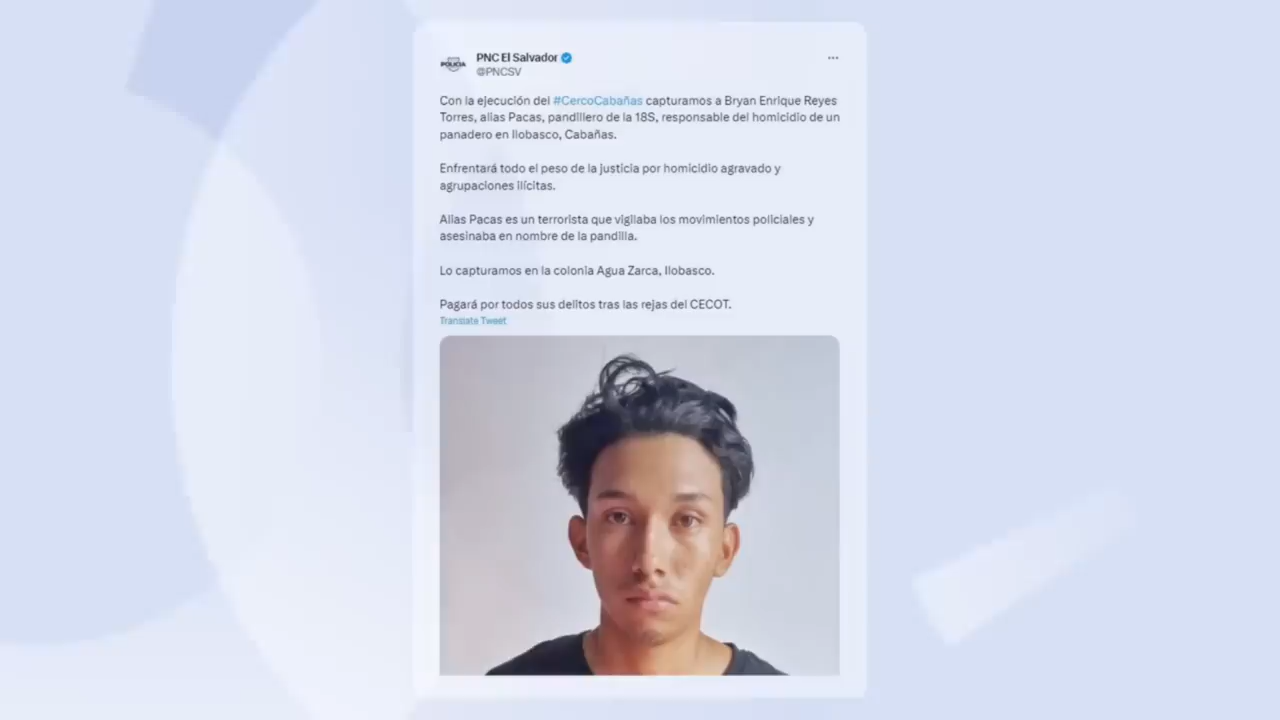 POLICIA
PNC El Salvador
@PNCSV
Con la ejecución del #CercoCabañas capturamos a Bryan Enrique Reyes
Torres, alias Pacas, pandillero de la 18S, responsable del homicidio de un
panadero en Ilobasco, Cabañas.
Enfrentará todo el peso de la justicia por homicidio agravado y
agrupaciones ilícitas.
Alias Pacas es un terrorista que vigilaba los movimientos policiales y
asesinaba en nombre de la pandilla.
Lo capturamos en la colonia Agua Zarca, Ilobasco.
Pagará por todos sus delitos tras las rejas del CECOT.
Translate Tweet